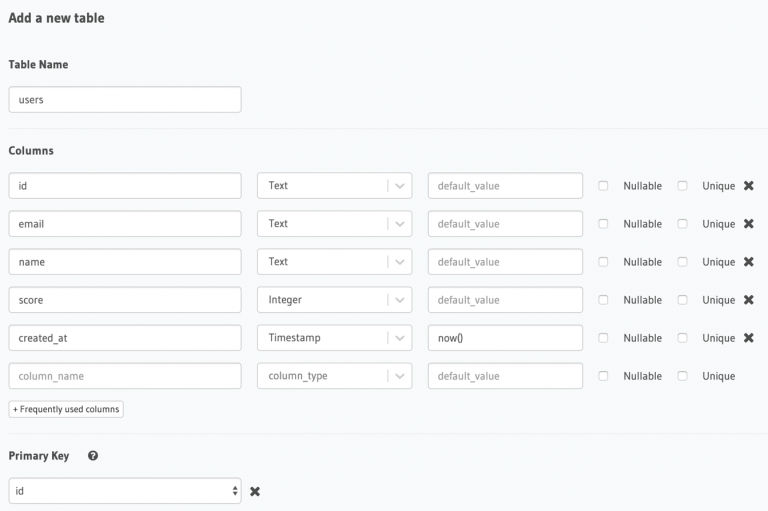 Add a new table
Table Name
users
Columns
id Text default_value Nullable Unique
email Text default_value Nullable Unique
name Text default_value Nullable Unique
score Integer default_value Nullable Unique
created_at Timestamp now() Nullable Unique
column_name column_type default_value Nullable Unique
+ Frequently used columns
Primary Key ?
id